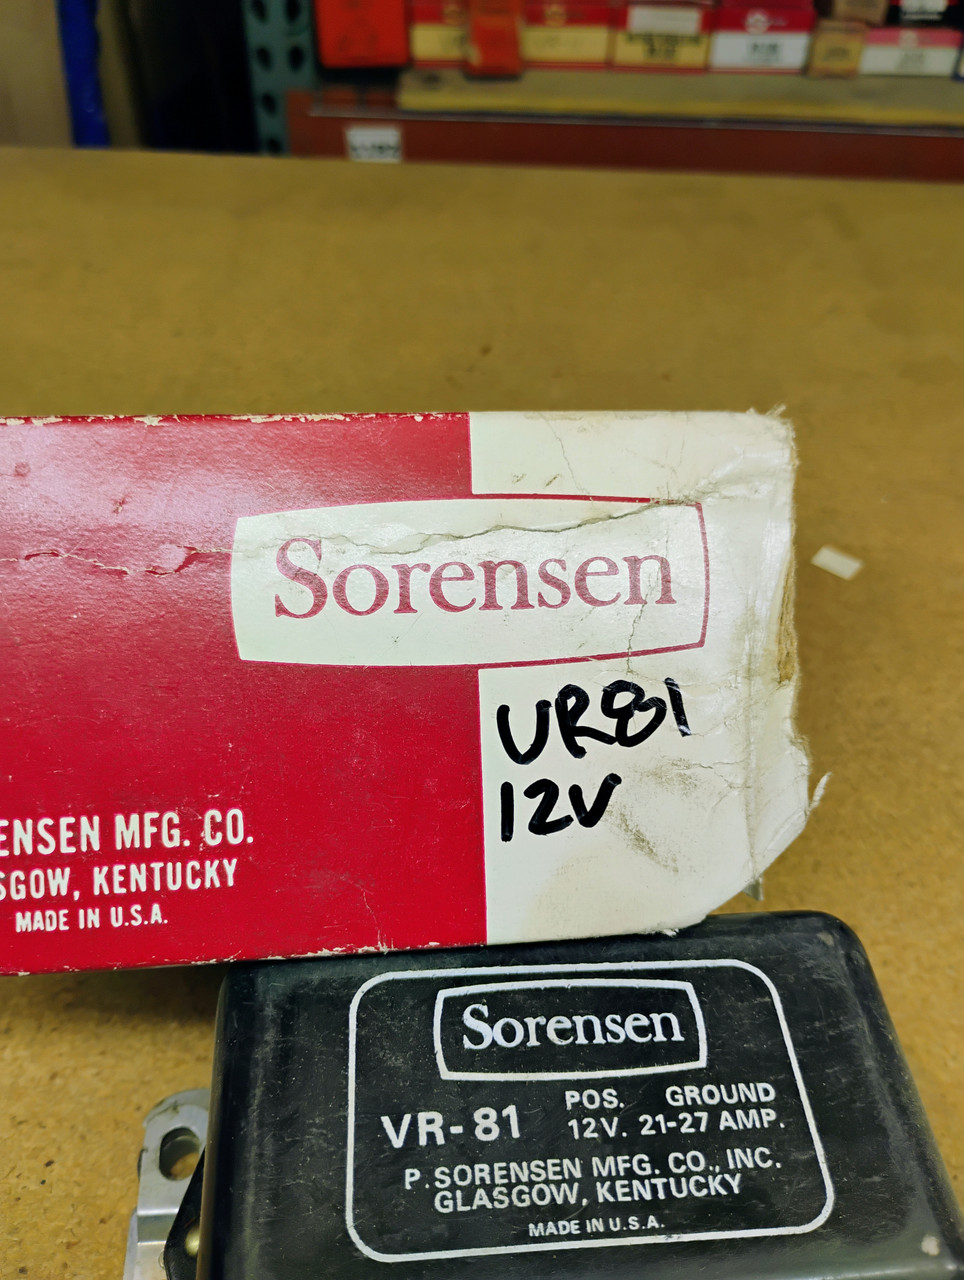 Sorensen
VR81
12V
ENSEN MFG. CO.
SGOW, KENTUCKY
MADE IN U.S.A.
Sorensen
VR-81
POS. GROUND
12V. 21-27 AMP.
P. SORENSEN MFG. CO., INC.
GLASGOW, KENTUCKY
MADE IN U.S.A.